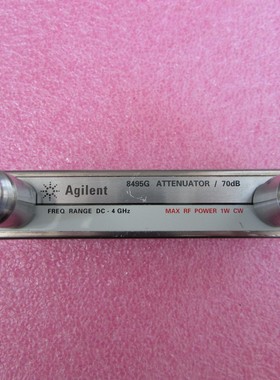 Agilent 8495G ATTENUATOR / 70dB
FREQ RANGE DC - 4 GHz MAX RF POWER 1W CW